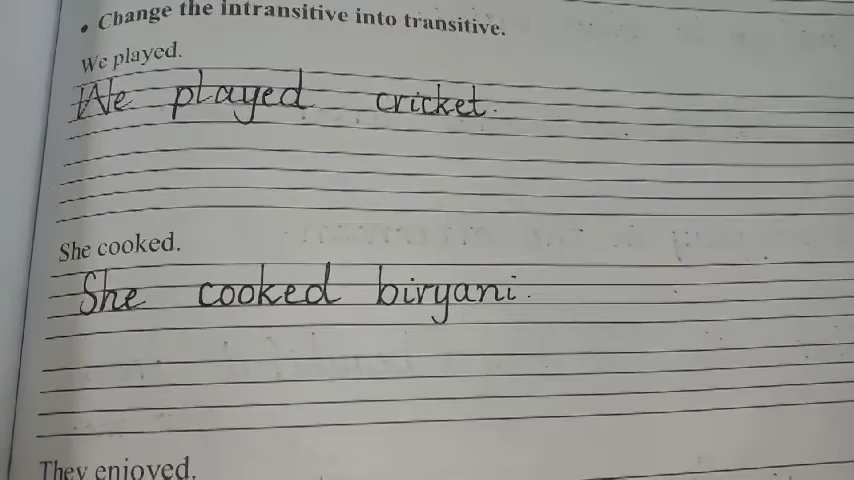 • Change the intransitive into transitive.
We played.
We played cricket.
She cooked.
She cooked biryani.
They enjoyed.